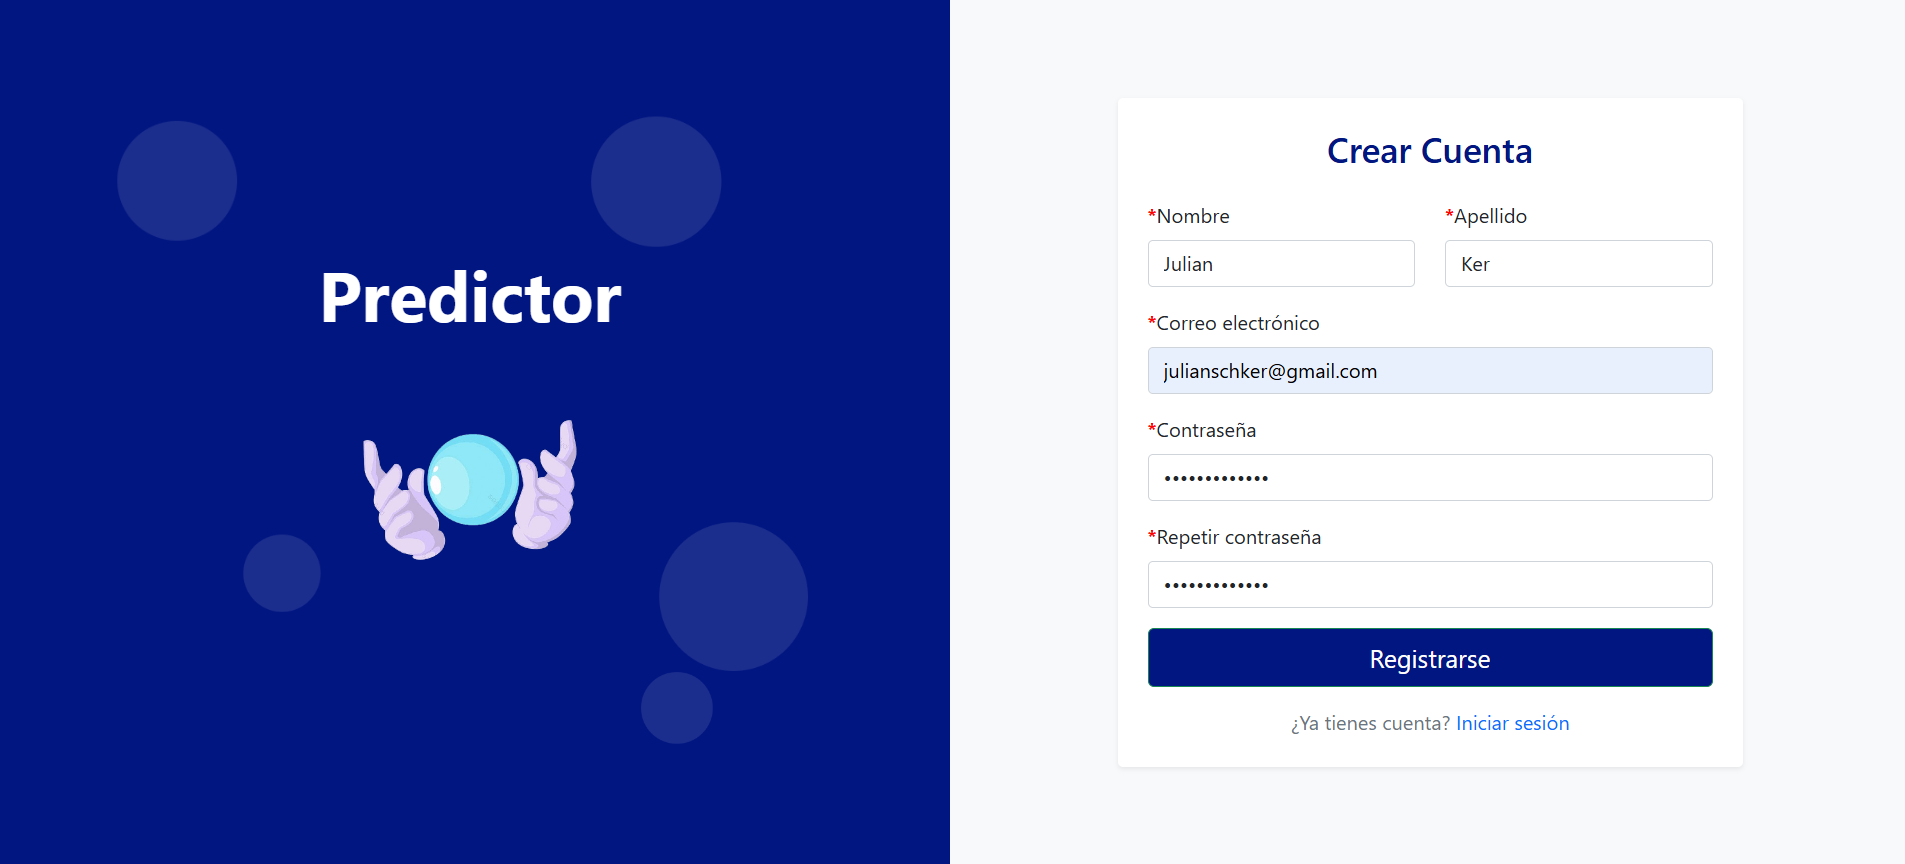 Predictor
Crear Cuenta
*Nombre
*Apellido
Julian
Ker
*Correo electrónico
julianschker@gmail.com
*Contraseña
•••••••••••••
*Repetir contraseña
•••••••••••••
Registrarse
¿Ya tienes cuenta? Iniciar sesión